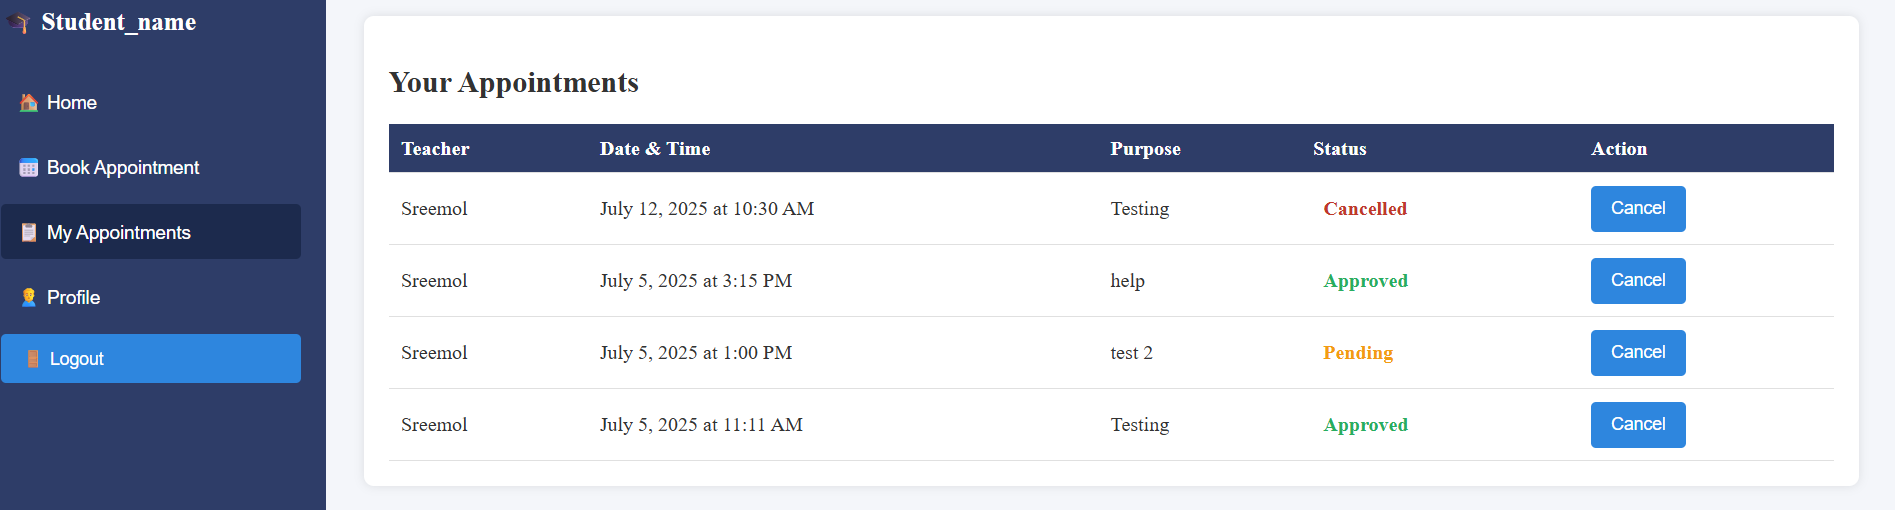 Student_name
Home
Book Appointment
My Appointments
Profile
Logout
Your Appointments
Teacher Date & Time Purpose Status Action
Sreemol July 12, 2025 at 10:30 AM Testing Cancelled Cancel
Sreemol July 5, 2025 at 3:15 PM help Approved Cancel
Sreemol July 5, 2025 at 1:00 PM test 2 Pending Cancel
Sreemol July 5, 2025 at 11:11 AM Testing Approved Cancel